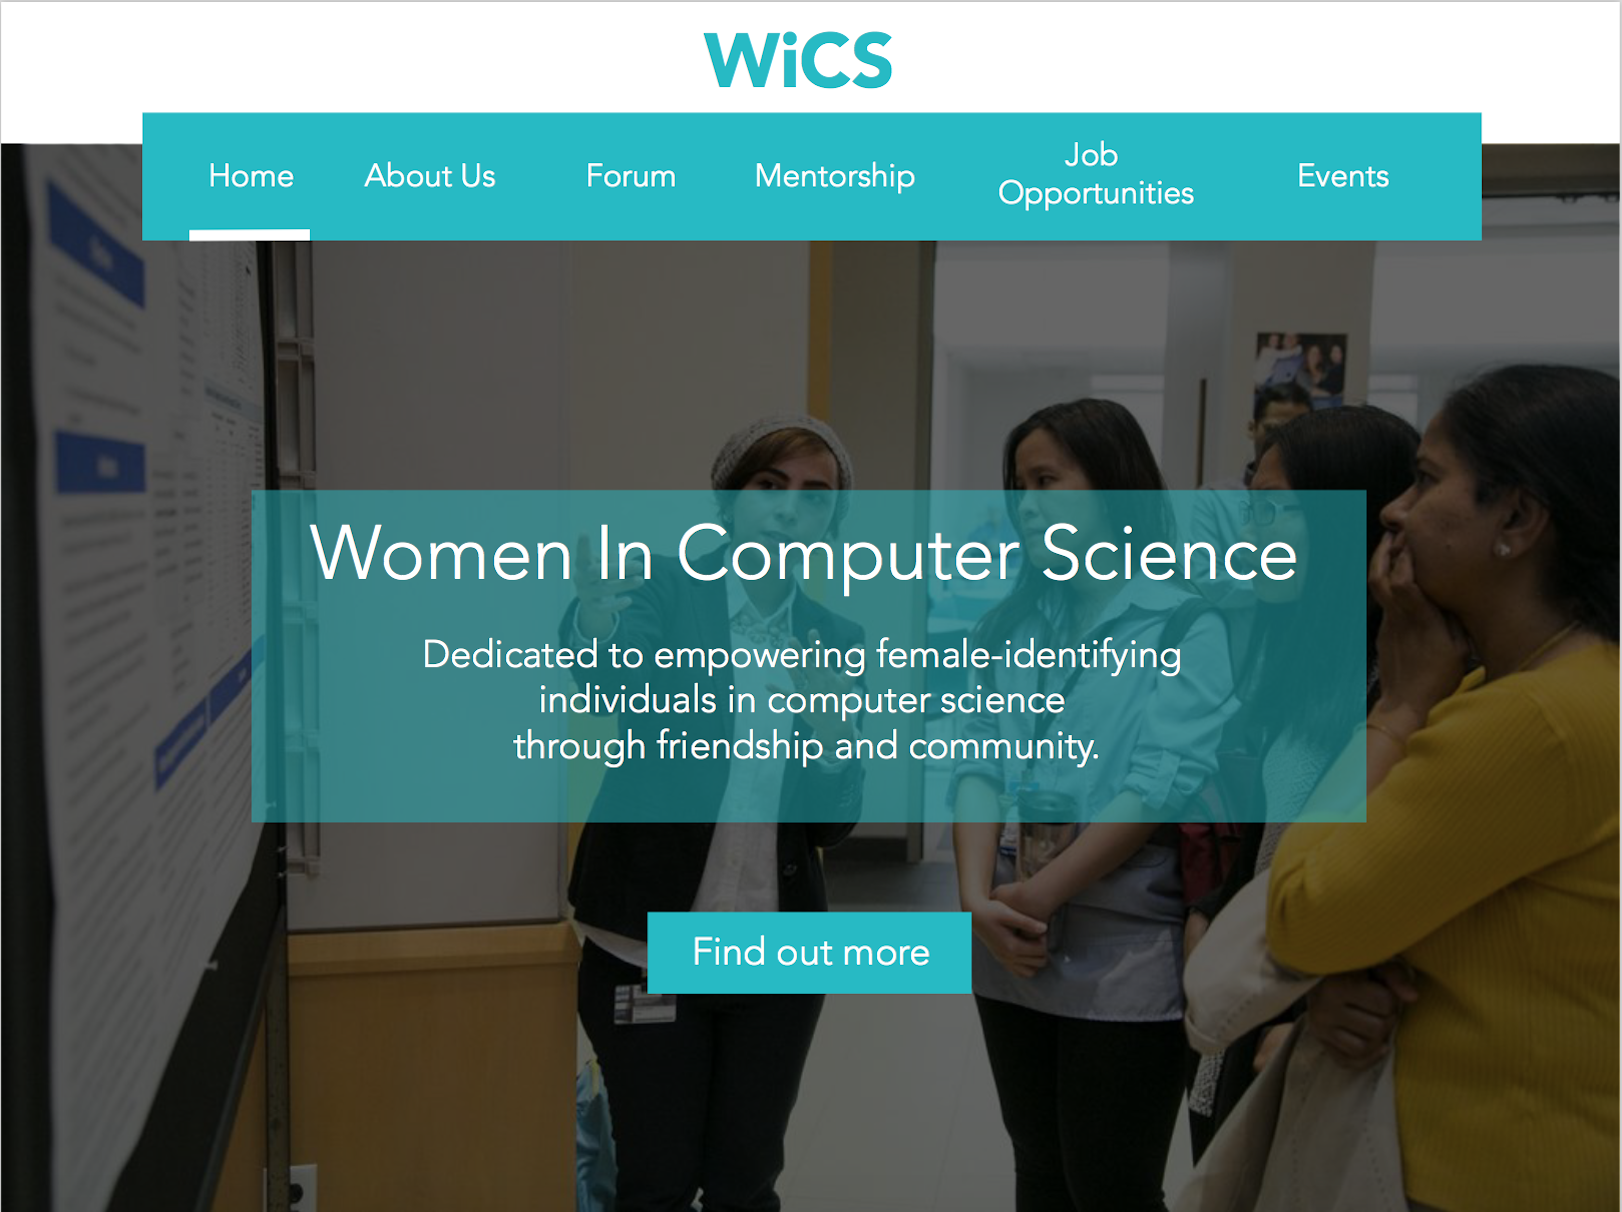 WiCS
Home
About Us
Forum
Mentorship
Job
Opportunities
Events
Women In Computer Science
Dedicated to empowering female-identifying
individuals in computer science
through friendship and community.
Find out more